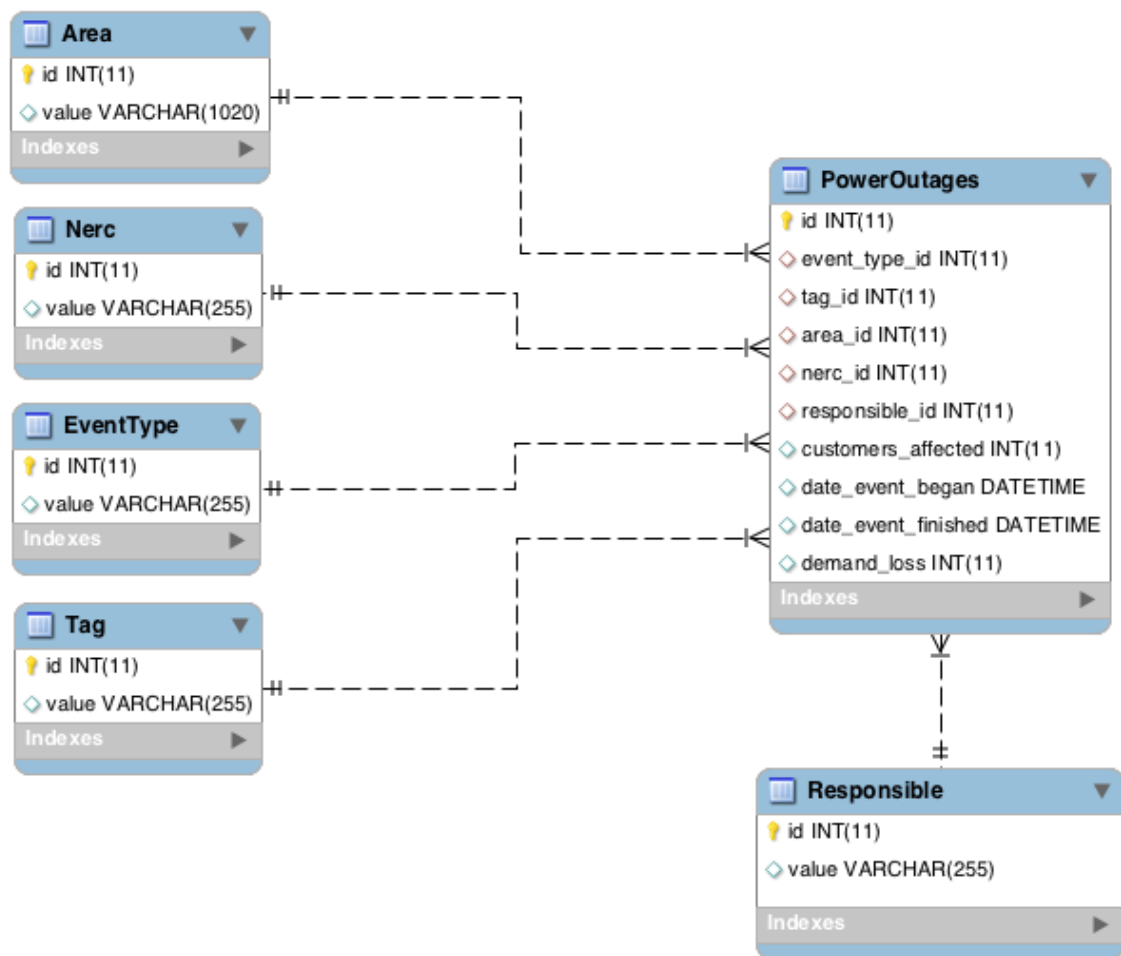 Area
id INT(11)
value VARCHAR(1020)
Indexes
Nerc
id INT(11)
value VARCHAR(255)
Indexes
EventType
id INT(11)
value VARCHAR(255)
Indexes
Tag
id INT(11)
value VARCHAR(255)
Indexes
PowerOutages
id INT(11)
event_type_id INT(11)
tag_id INT(11)
area_id INT(11)
nerc_id INT(11)
responsible_id INT(11)
customers_affected INT(11)
date_event_began DATETIME
date_event_finished DATETIME
demand_loss INT(11)
Indexes
Responsible
id INT(11)
value VARCHAR(255)
Indexes